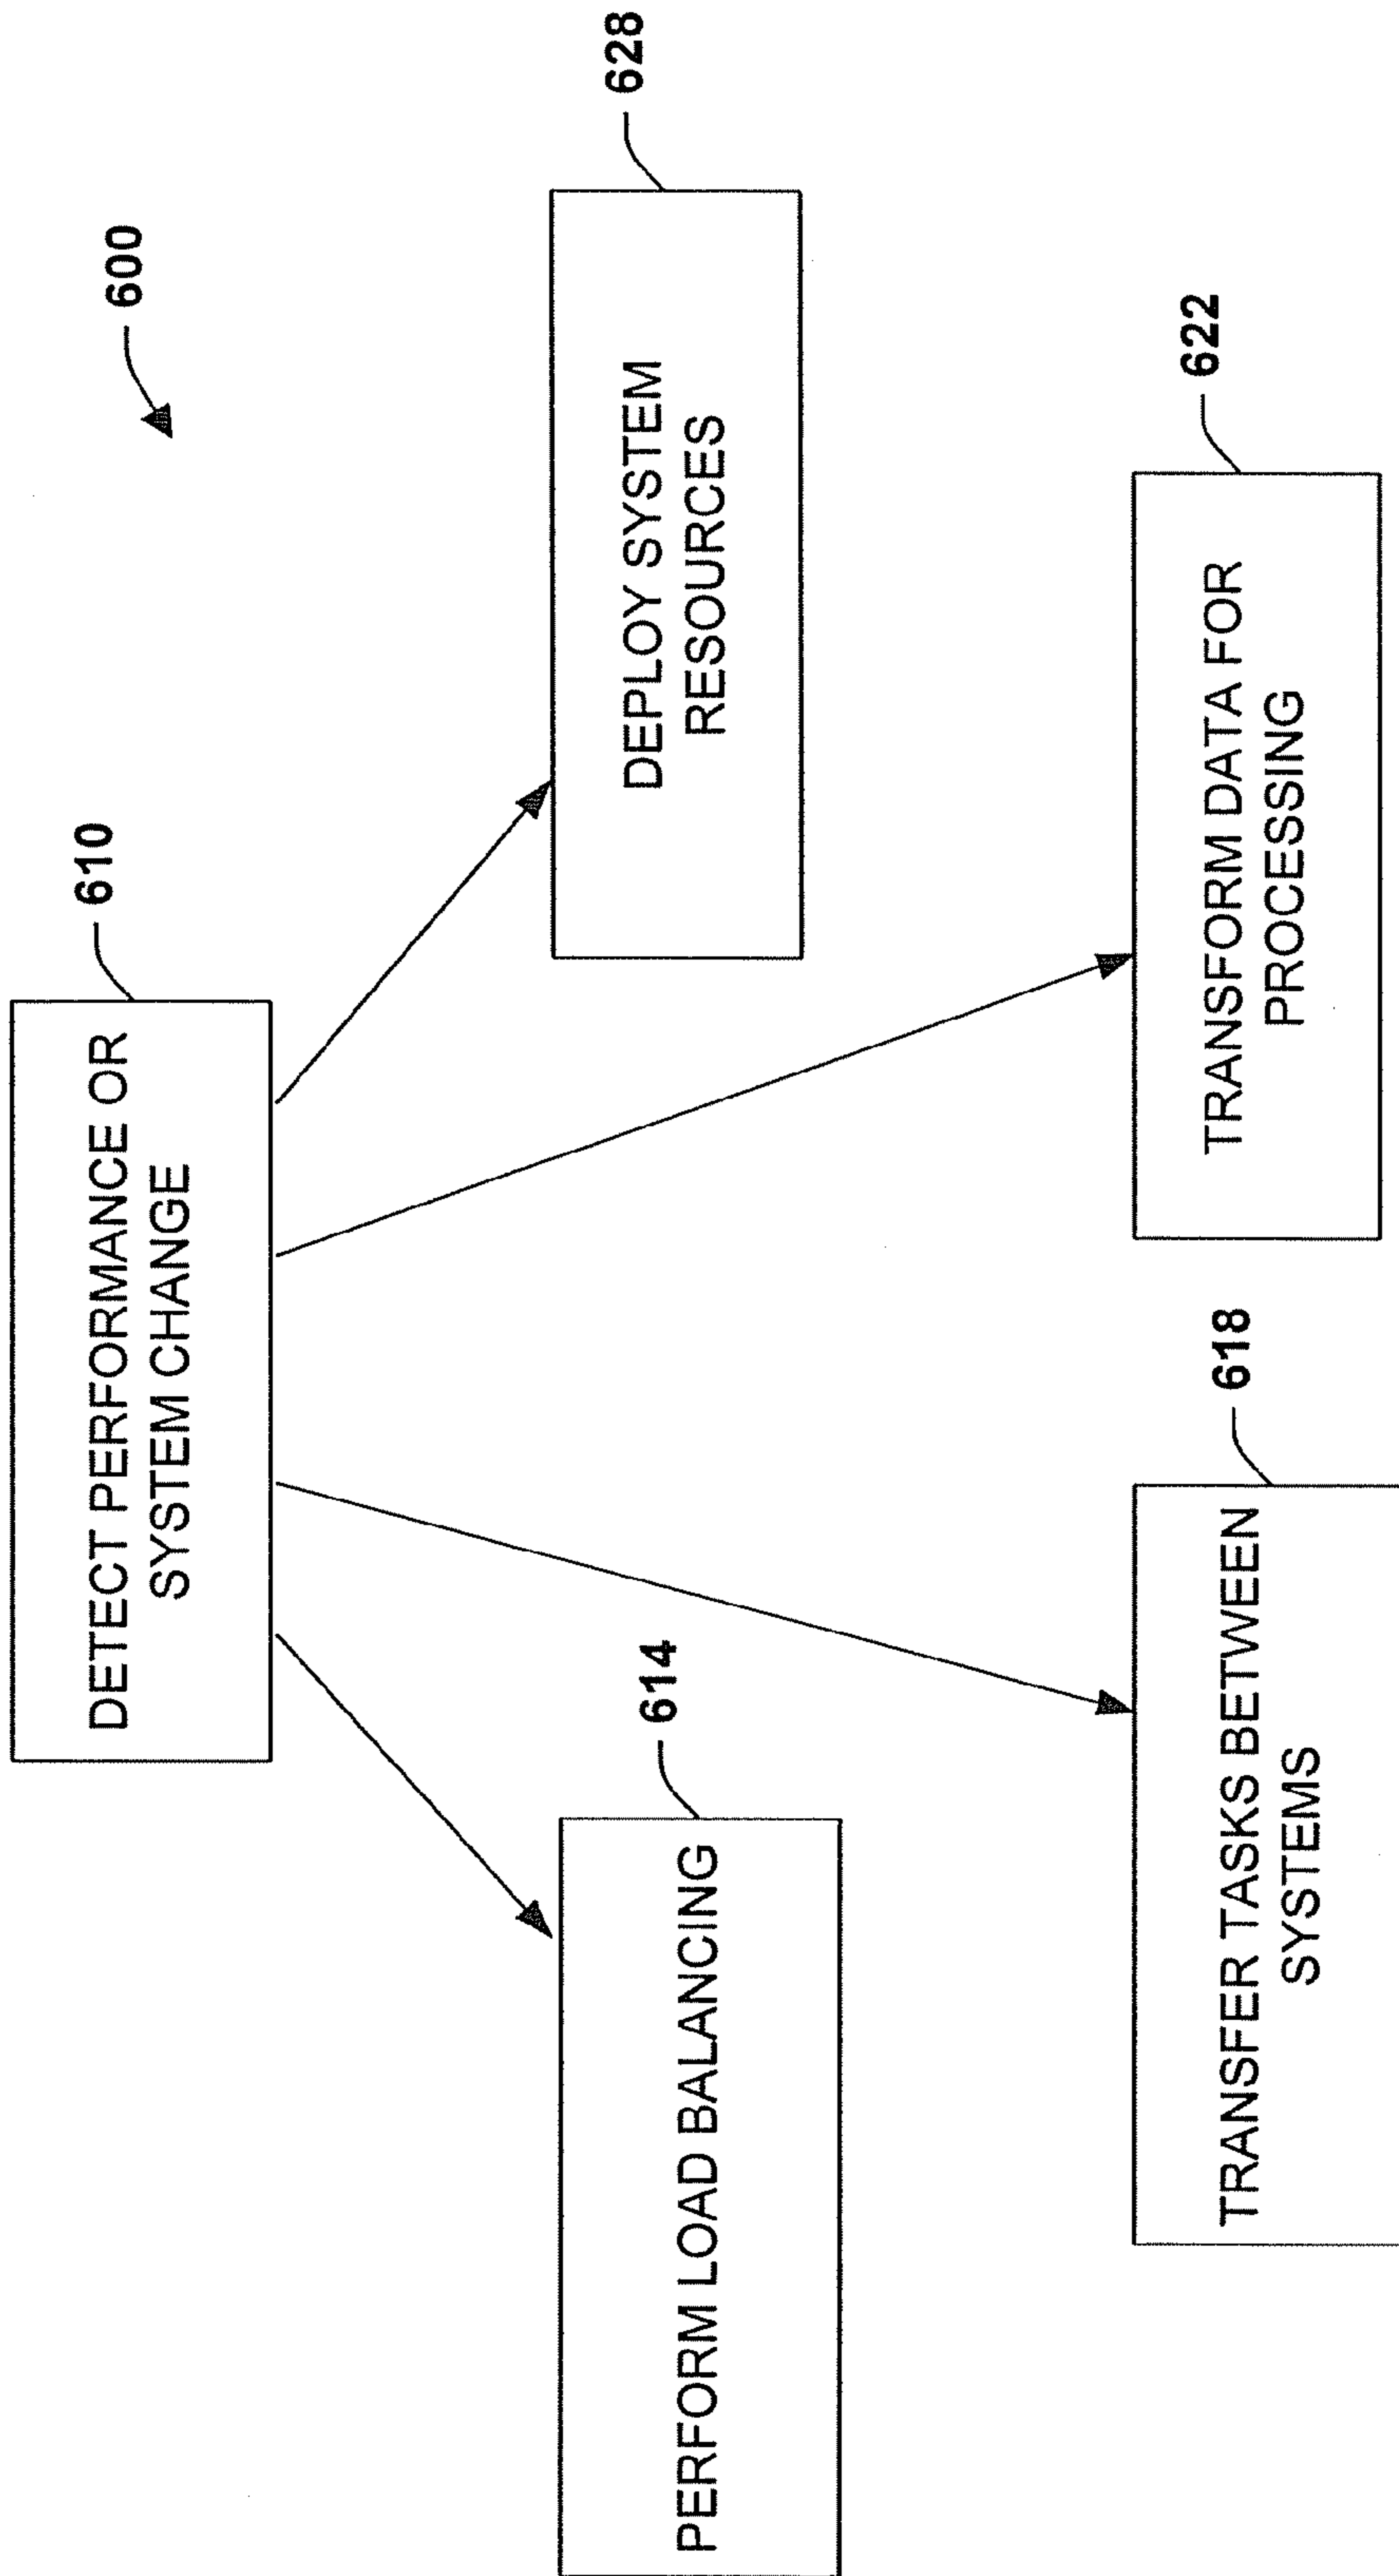 600
610
DETECT PERFORMANCE OR
SYSTEM CHANGE
614
PERFORM LOAD BALANCING
628
DEPLOY SYSTEM
RESOURCES
618
TRANSFER TASKS BETWEEN
SYSTEMS
622
TRANSFORM DATA FOR
PROCESSING